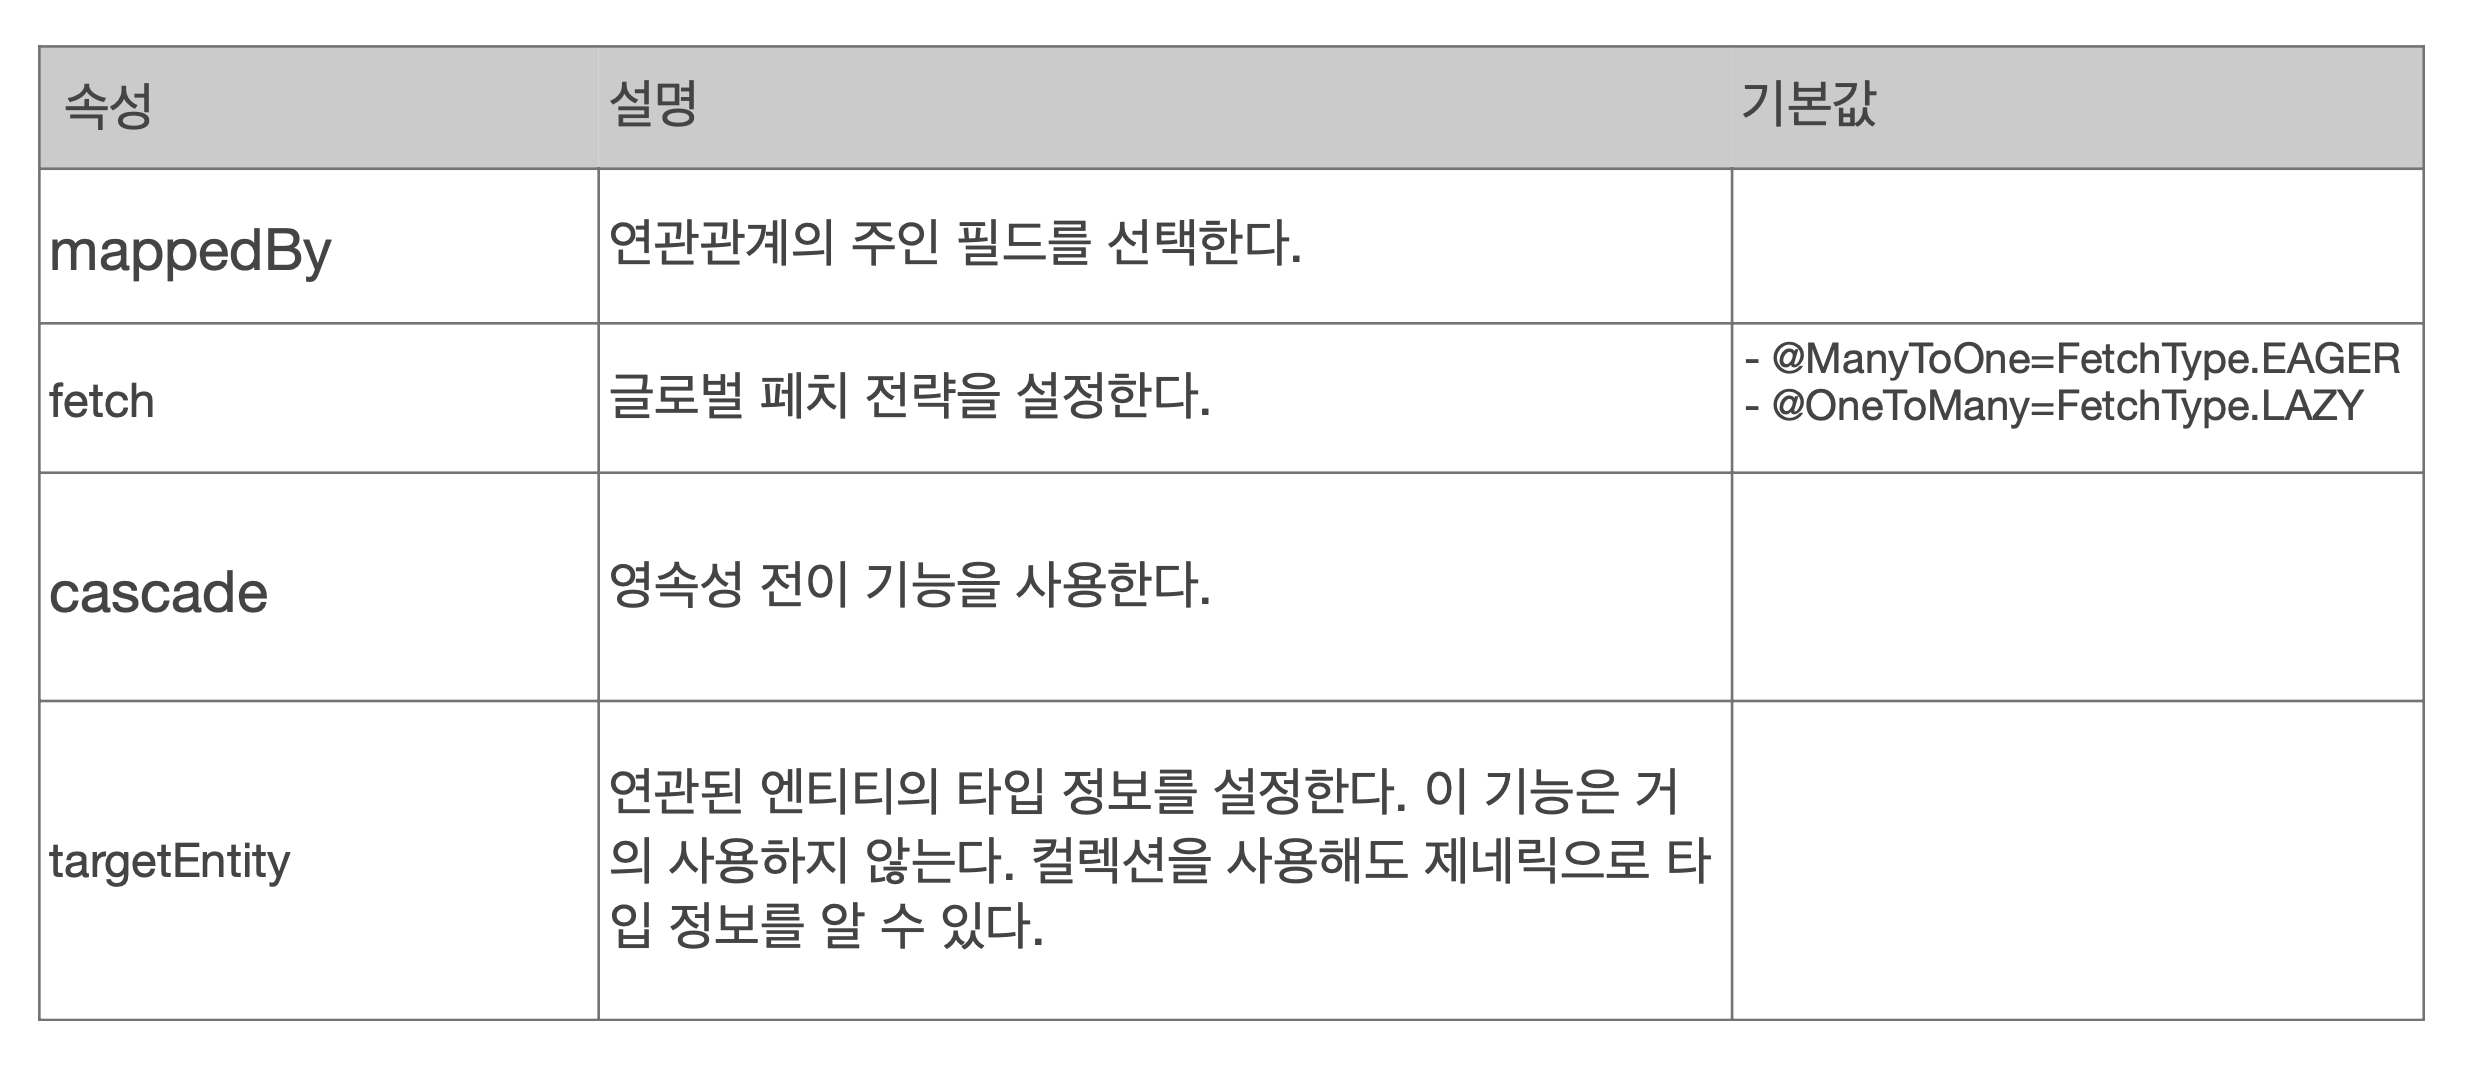 속성 설명 기본값
mappedBy 연관관계의 주인 필드를 선택한다.
fetch 글로벌 페치 전략을 설정한다. - @ManyToOne=FetchType.EAGER
- @OneToMany=FetchType.LAZY
cascade 영속성 전이 기능을 사용한다.
targetEntity 연관된 엔티티의 타입 정보를 설정한다. 이 기능은 거
의 사용하지 않는다. 컬렉션을 사용해도 제네릭으로 타
입 정보를 알 수 있다.